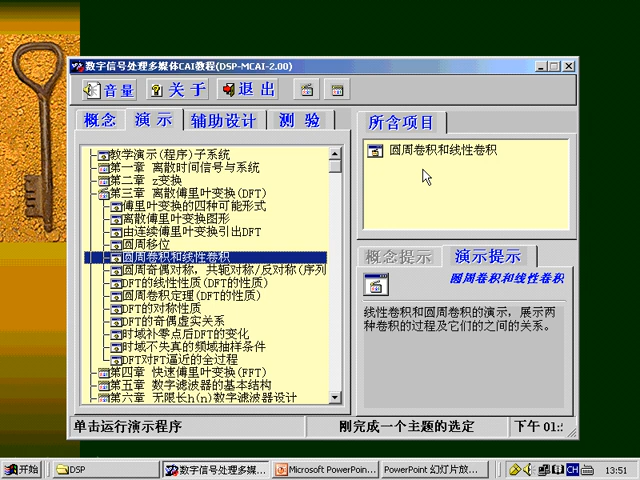 数字信号处理多媒体CAI教程(DSP-MCAI-2.00)
音量 关于 退出
概念 演示 辅助设计 测验
所含项目
教学演示(程序)子系统
第一章 离散时间信号与系统
第二章 z变换
第三章 离散傅里叶变换(DFT)
傅里叶变换的四种可能形式
离散傅里叶变换图形
由连续傅里叶变换引出DFT
圆周移位
圆周卷积和线性卷积
圆周奇偶对称，共轭对称/反对称(序列
DFT的线性性质(DFT的性质)
圆周卷积定理(DFT的性质)
DFT的对称性质
DFT的奇偶虚实关系
时域补零点后DFT的变化
时域不失真的频域抽样条件
DFT对FT逼近的全过程
第四章 快速傅里叶变换(FFT)
第五章 数字滤波器的基本结构
第六章 无限长h(n)数字滤波器设计
圆周卷积和线性卷积
概念提示 演示提示
圆周卷积和线性卷积
线性卷积和圆周卷积的演示，展示两
种卷积的过程及它们的之间的关系。
单击运行演示程序
刚完成一个主题的选定
下午 01:
开始
DSP
数字信号处理多媒...
Microsoft PowerPoin...
PowerPoint 幻灯片放...
CH
13:51